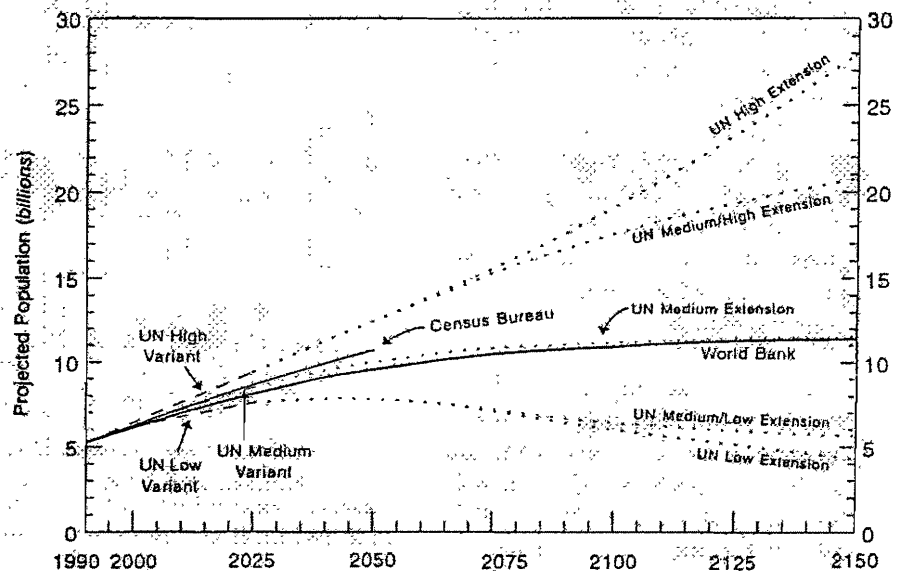 30
25
20
15
10
5
0
Projected Population (billions)
30
25
20
15
10
5
0
UN High Extension
UN Medium/High Extension
UN Medium Extension
Census Bureau
World Bank
UN High
Variant
UN Medium/Low Extension
UN Low Extension
UN Medium
Variant
UN Low
Variant
1990 2000 2025 2050 2075 2100 2125 2150